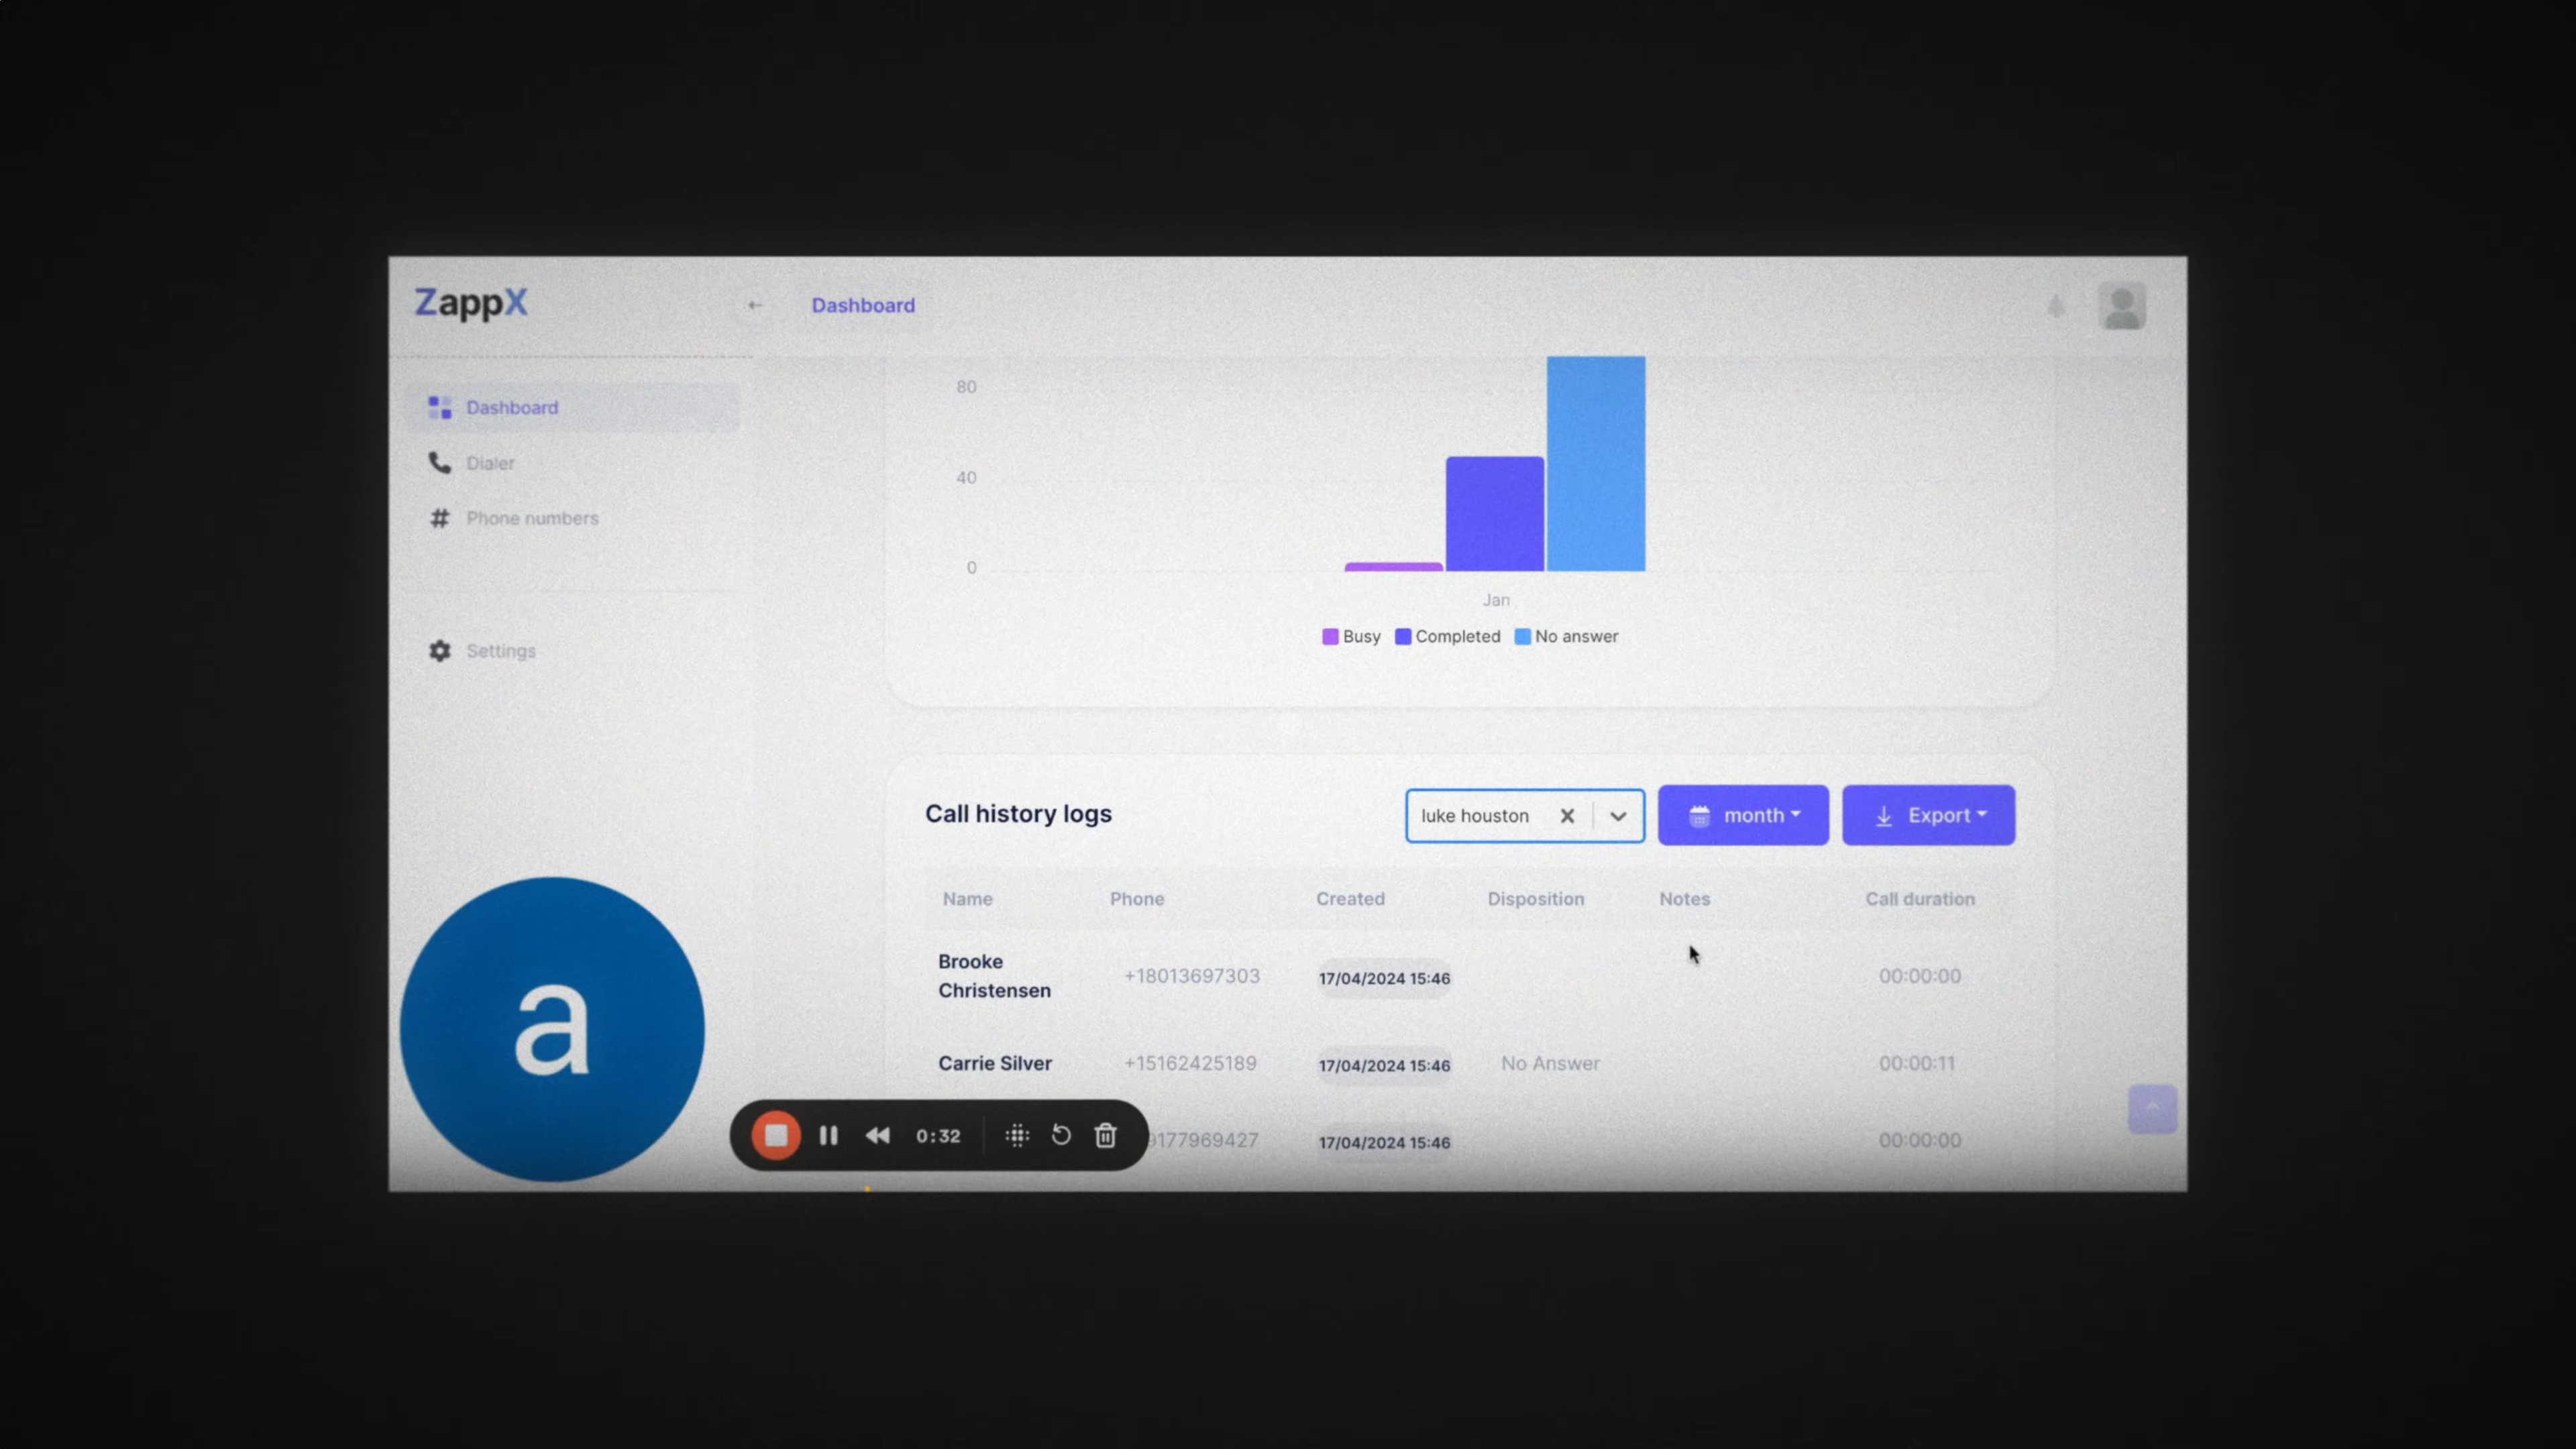 ZappX
Dashboard
Dashboard
Dialer
Phone numbers
Settings
80
40
0
Jan
Busy Completed No answer
Call history logs
luke houston
month
Export
Name Phone Created Disposition Notes Call duration
Brooke
Christensen
+18013697303 17/04/2024 15:46 00:00:00
Carrie Silver +15162425189 17/04/2024 15:46 No Answer 00:00:11
9177969427 17/04/2024 15:46 00:00:00
a
0:32